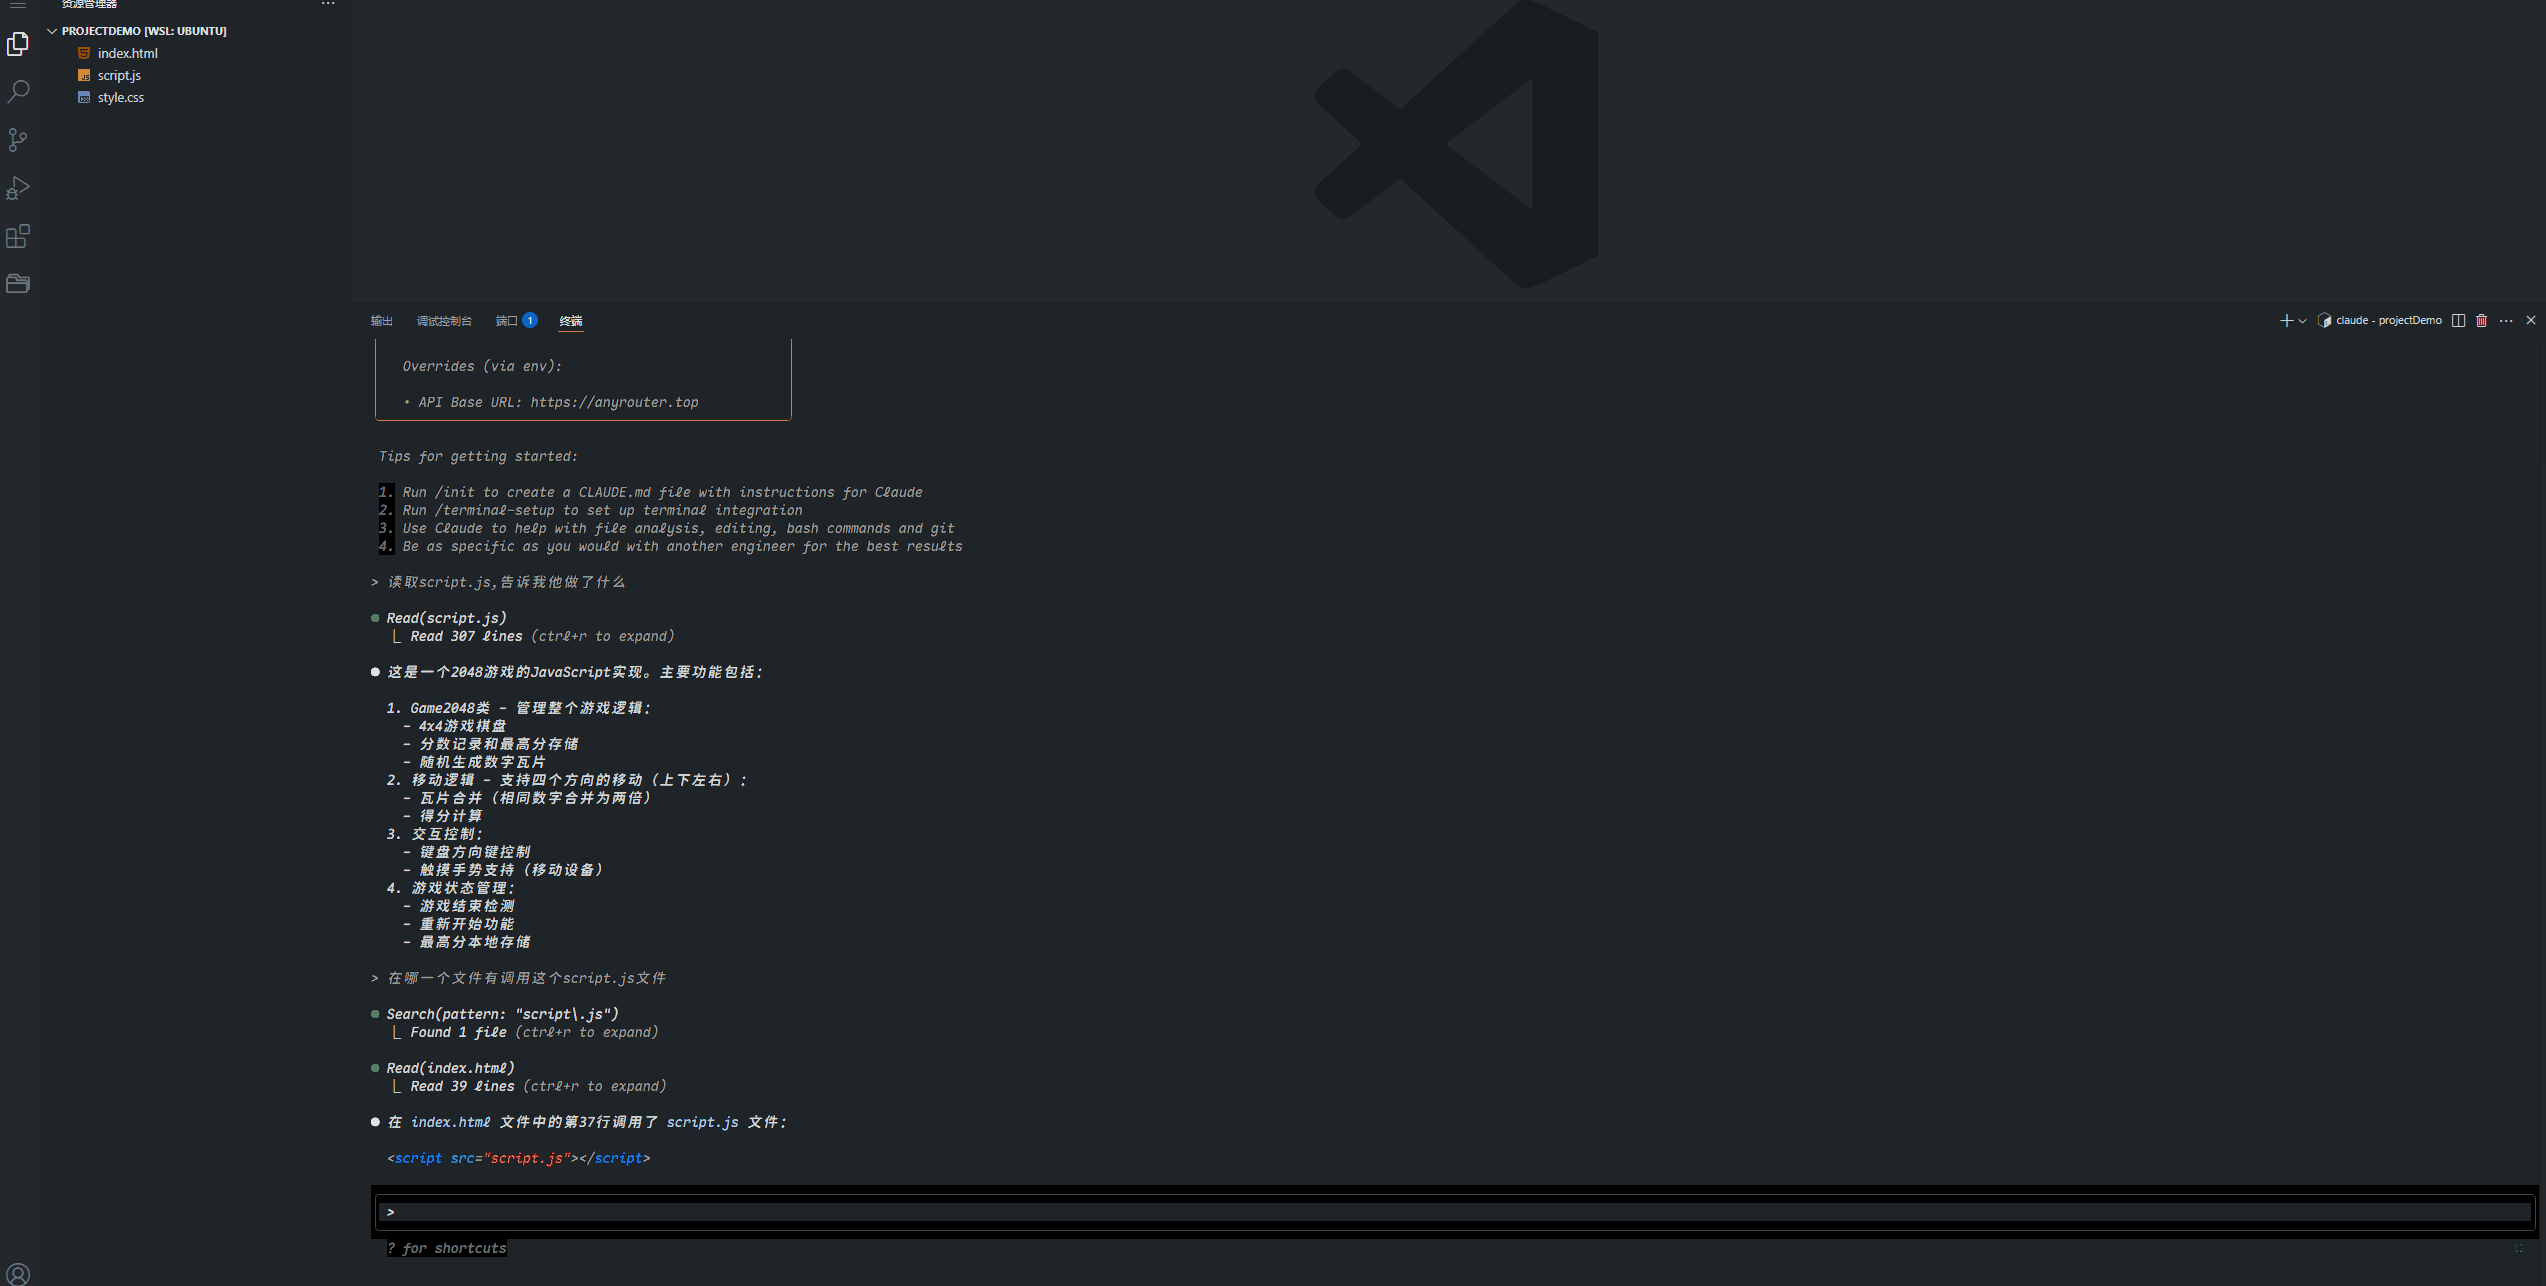 资源管理器
PROJECTDEMO [WSL: UBUNTU]
index.html
script.js
style.css
输出 调试控制台 端口 1 终端
claude - projectDemo
Overrides (via env):
• API Base URL: https://anyrouter.top
Tips for getting started:
1. Run /init to create a CLAUDE.md file with instructions for Claude
2. Run /terminal-setup to set up terminal integration
3. Use Claude to help with file analysis, editing, bash commands and git
4. Be as specific as you would with another engineer for the best results
> 读取script.js,告诉我他做了什么
● Read(script.js)
⎿ Read 307 lines (ctrl+r to expand)
● 这是一个2048游戏的JavaScript实现。主要功能包括：
1. Game2048类 - 管理整个游戏逻辑：
- 4x4游戏棋盘
- 分数记录和最高分存储
- 随机生成数字瓦片
2. 移动逻辑 - 支持四个方向的移动（上下左右）：
- 瓦片合并（相同数字合并为两倍）
- 得分计算
3. 交互控制：
- 键盘方向键控制
- 触摸手势支持（移动设备）
4. 游戏状态管理：
- 游戏结束检测
- 重新开始功能
- 最高分本地存储
> 在哪一个文件有调用这个script.js文件
● Search(pattern: "script\.js")
⎿ Found 1 file (ctrl+r to expand)
● Read(index.html)
⎿ Read 39 lines (ctrl+r to expand)
● 在 index.html 文件中的第37行调用了 script.js 文件：
<script src="script.js"></script>
>
? for shortcuts